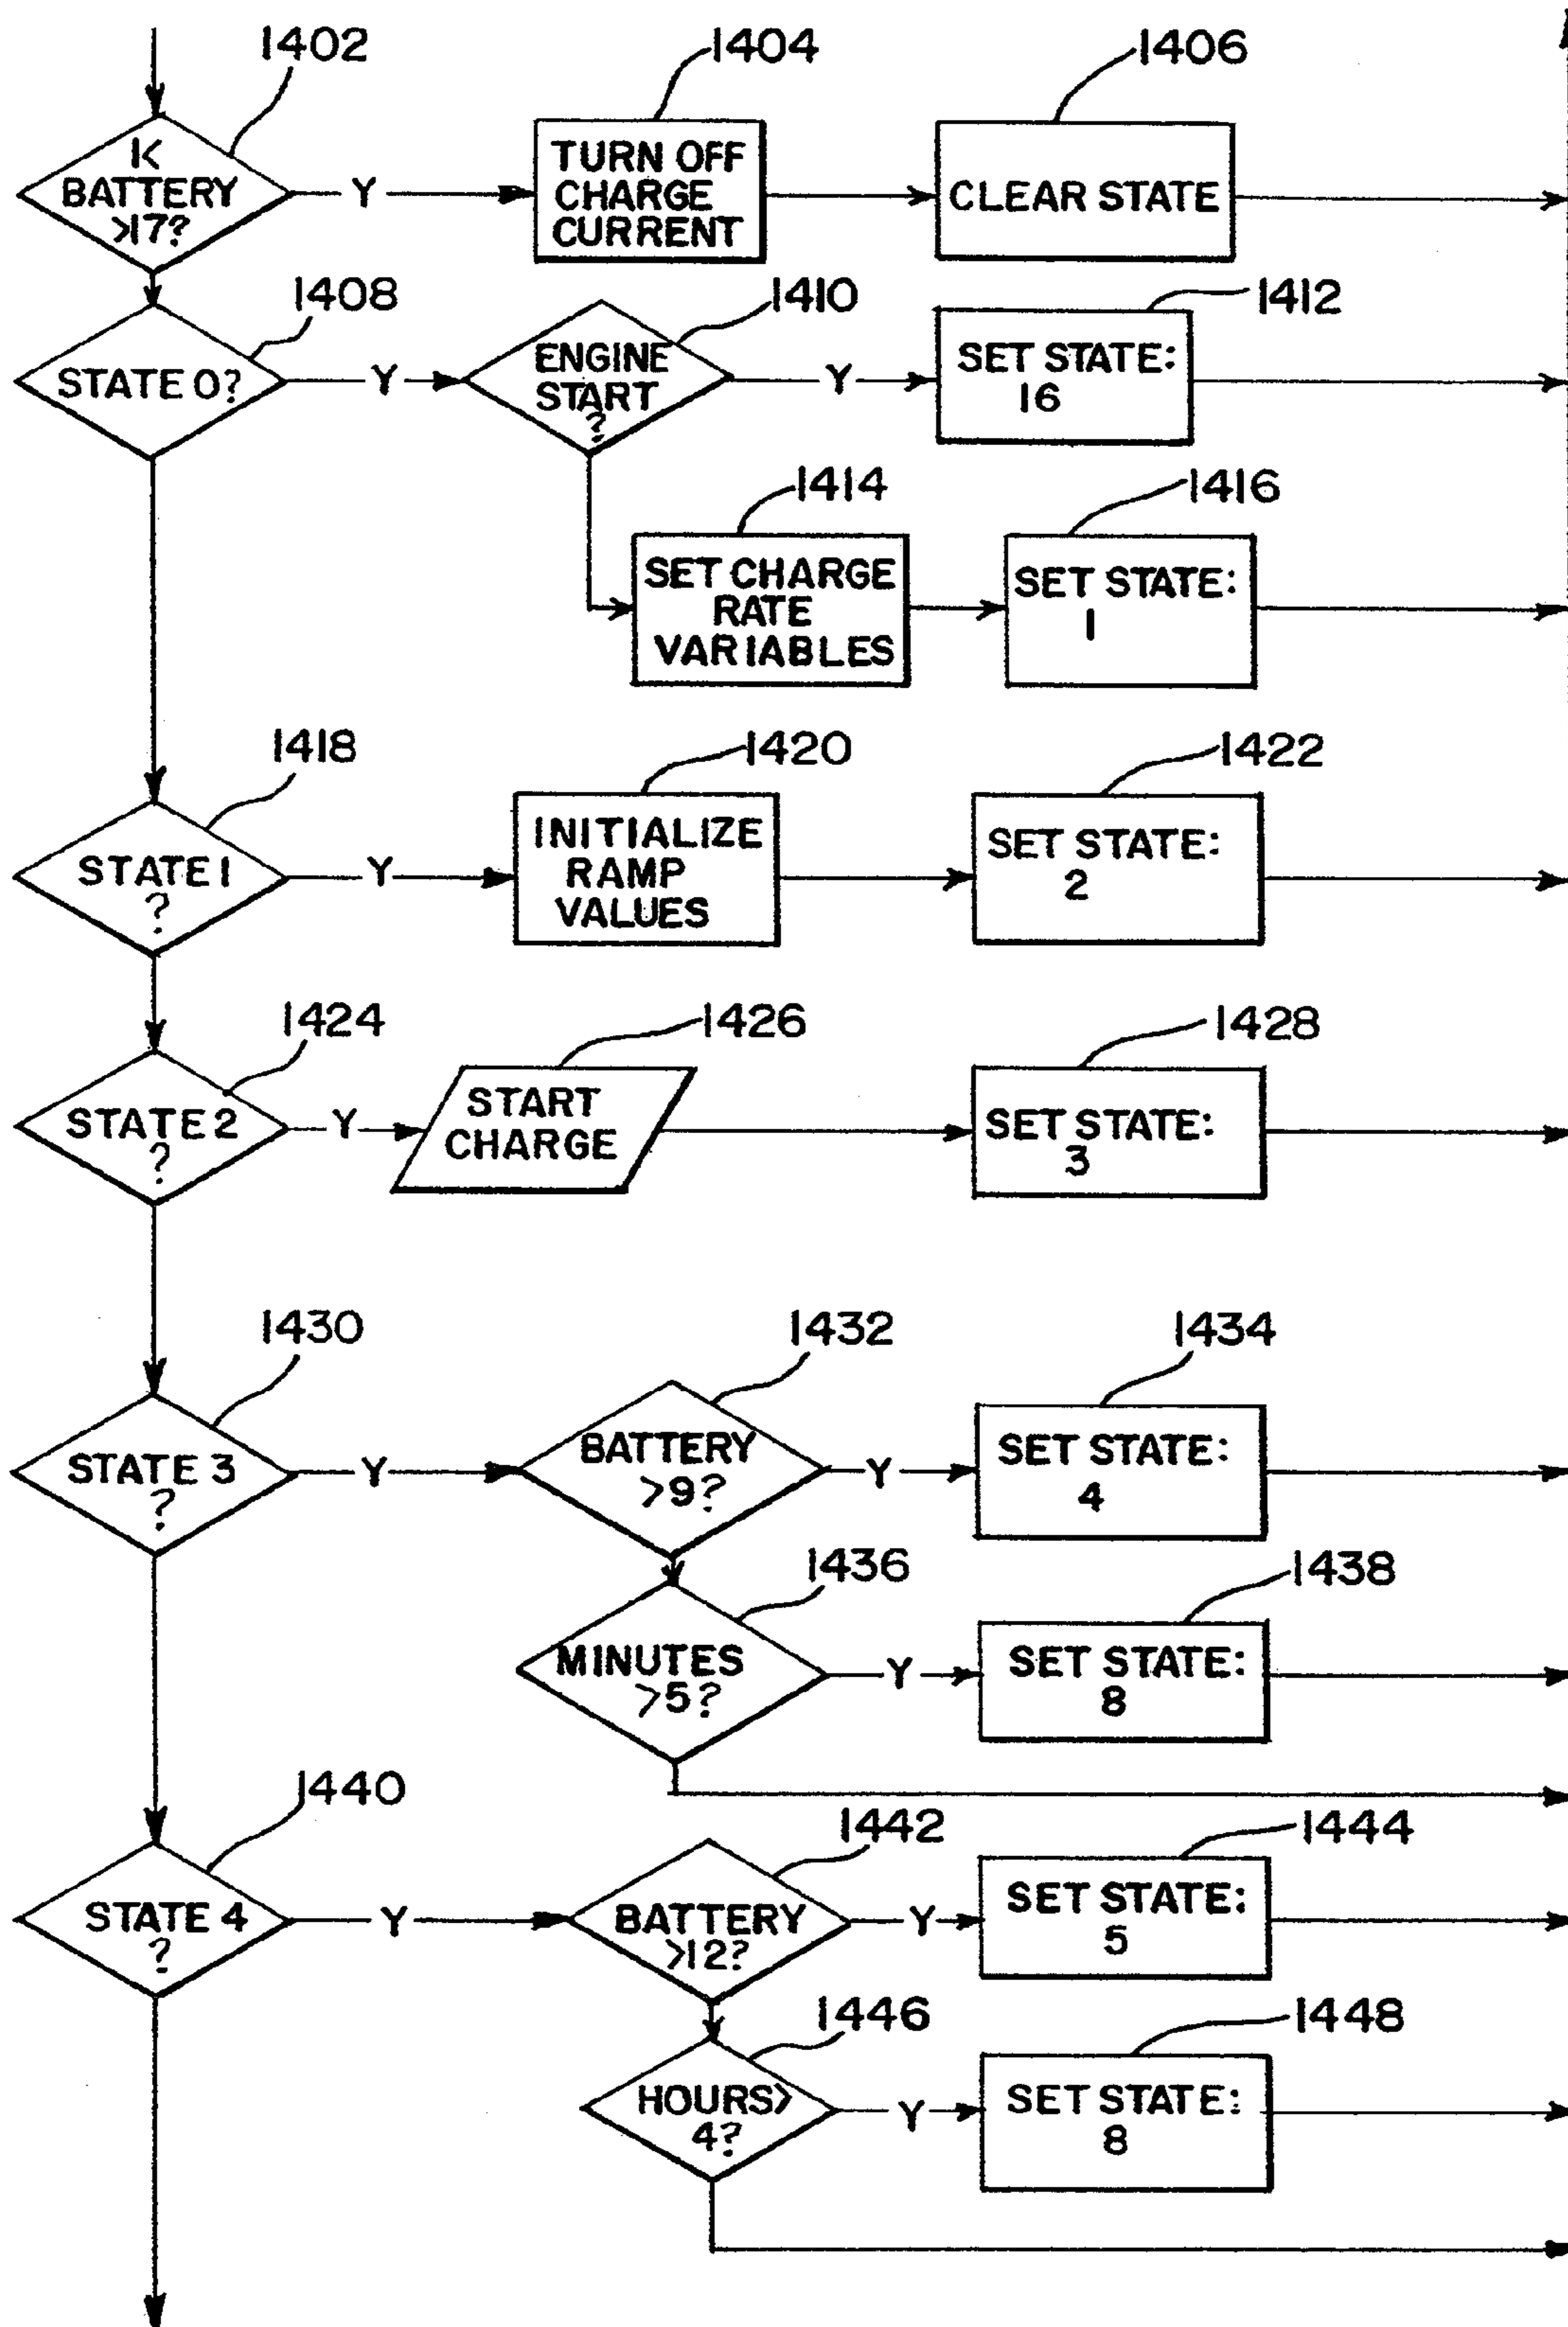 1402
1404
1406
1<
BATTERY
>17?
Y
TURN OFF
CHARGE
CURRENT
CLEAR STATE
1408
1410
1412
STATE 0?
Y
ENGINE
START
?
Y
SET STATE:
16
1414
1416
SET CHARGE
RATE
VARIABLES
SET STATE:
1
1418
1420
1422
STATE 1
?
Y
INITIALIZE
RAMP
VALUES
SET STATE:
2
1424
1426
1428
STATE 2
?
Y
START
CHARGE
SET STATE:
3
1430
1432
1434
STATE 3
?
Y
BATTERY
>9?
Y
SET STATE:
4
1436
1438
MINUTES
>5?
Y
SET STATE:
8
1440
1442
1444
STATE 4
?
Y
BATTERY
>12?
Y
SET STATE:
5
1446
1448
HOURS>
4?
Y
SET STATE:
8